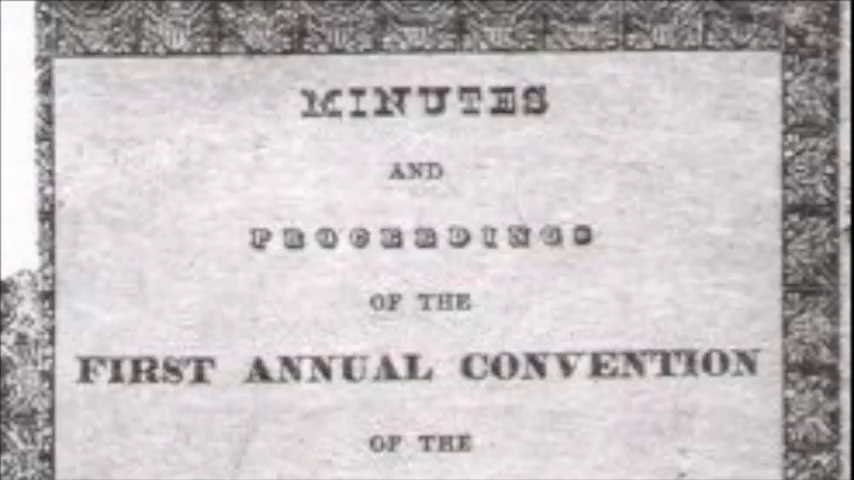 MINUTES
AND
PROCEEDINGS
OF THE
FIRST ANNUAL CONVENTION
OF THE